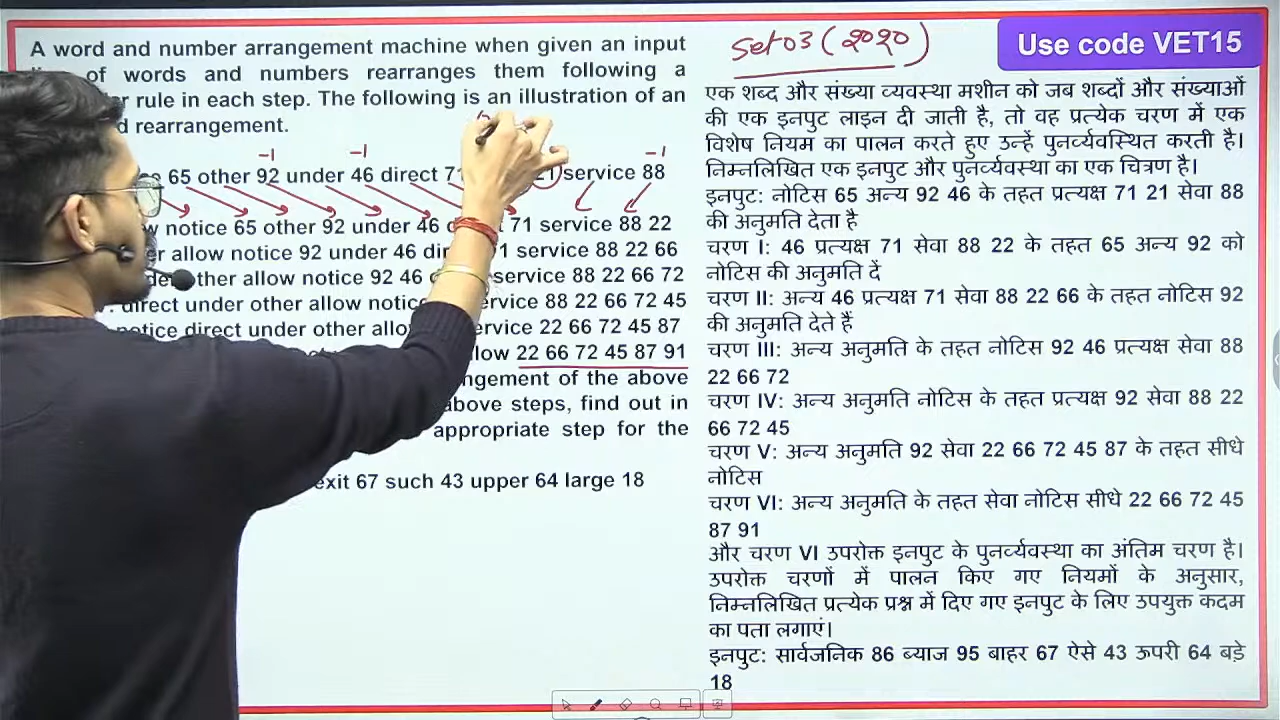 A word and number arrangement machine when given an input
of words and numbers rearranges them following a
rule in each step. The following is an illustration of an
rearrangement.
-1 -1 -1
65 other 92 under 46 direct 71 21 service 88
notice 65 other 92 under 46 71 service 88 22
allow notice 92 under 46 service 88 22 66
other allow notice 92 46 service 88 22 66 72
direct under other allow 88 22 66 72 45
notice direct under other 22 66 72 45 87
22 66 72 45 87 91
of the above
above steps, find out in
appropriate step for the
exit 67 such 43 upper 64 large 18
Set 03 (2020)
Use code VET15
एक शब्द और संख्या व्यवस्था मशीन को जब शब्दों और संख्याओं
की एक इनपुट लाइन दी जाती है, तो वह प्रत्येक चरण में एक
विशेष नियम का पालन करते हुए उन्हें पुनर्व्यवस्थित करती है।
निम्नलिखित एक इनपुट और पुनर्व्यवस्था का एक चित्रण है।
इनपुट: नोटिस 65 अन्य 92 46 के तहत प्रत्यक्ष 71 21 सेवा 88
की अनुमति देता है
चरण I: 46 प्रत्यक्ष 71 सेवा 88 22 के तहत 65 अन्य 92 को
नोटिस की अनुमति दें
चरण II: अन्य 46 प्रत्यक्ष 71 सेवा 88 22 66 के तहत नोटिस 92
की अनुमति देते हैं
चरण III: अन्य अनुमति के तहत नोटिस 92 46 प्रत्यक्ष सेवा 88
22 66 72
चरण IV: अन्य अनुमति नोटिस के तहत प्रत्यक्ष 92 सेवा 88 22
66 72 45
चरण V: अन्य अनुमति 92 सेवा 22 66 72 45 87 के तहत सीधे
नोटिस
चरण VI: अन्य अनुमति के तहत सेवा नोटिस सीधे 22 66 72 45
87 91
और चरण VI उपरोक्त इनपुट के पुनर्व्यवस्था का अंतिम चरण है।
उपरोक्त चरणों में पालन किए गए नियमों के अनुसार,
निम्नलिखित प्रत्येक प्रश्न में दिए गए इनपुट के लिए उपयुक्त कदम
का पता लगाएं।
इनपुट: सार्वजनिक 86 ब्याज 95 बाहर 67 ऐसे 43 ऊपरी 64 बड़े
18